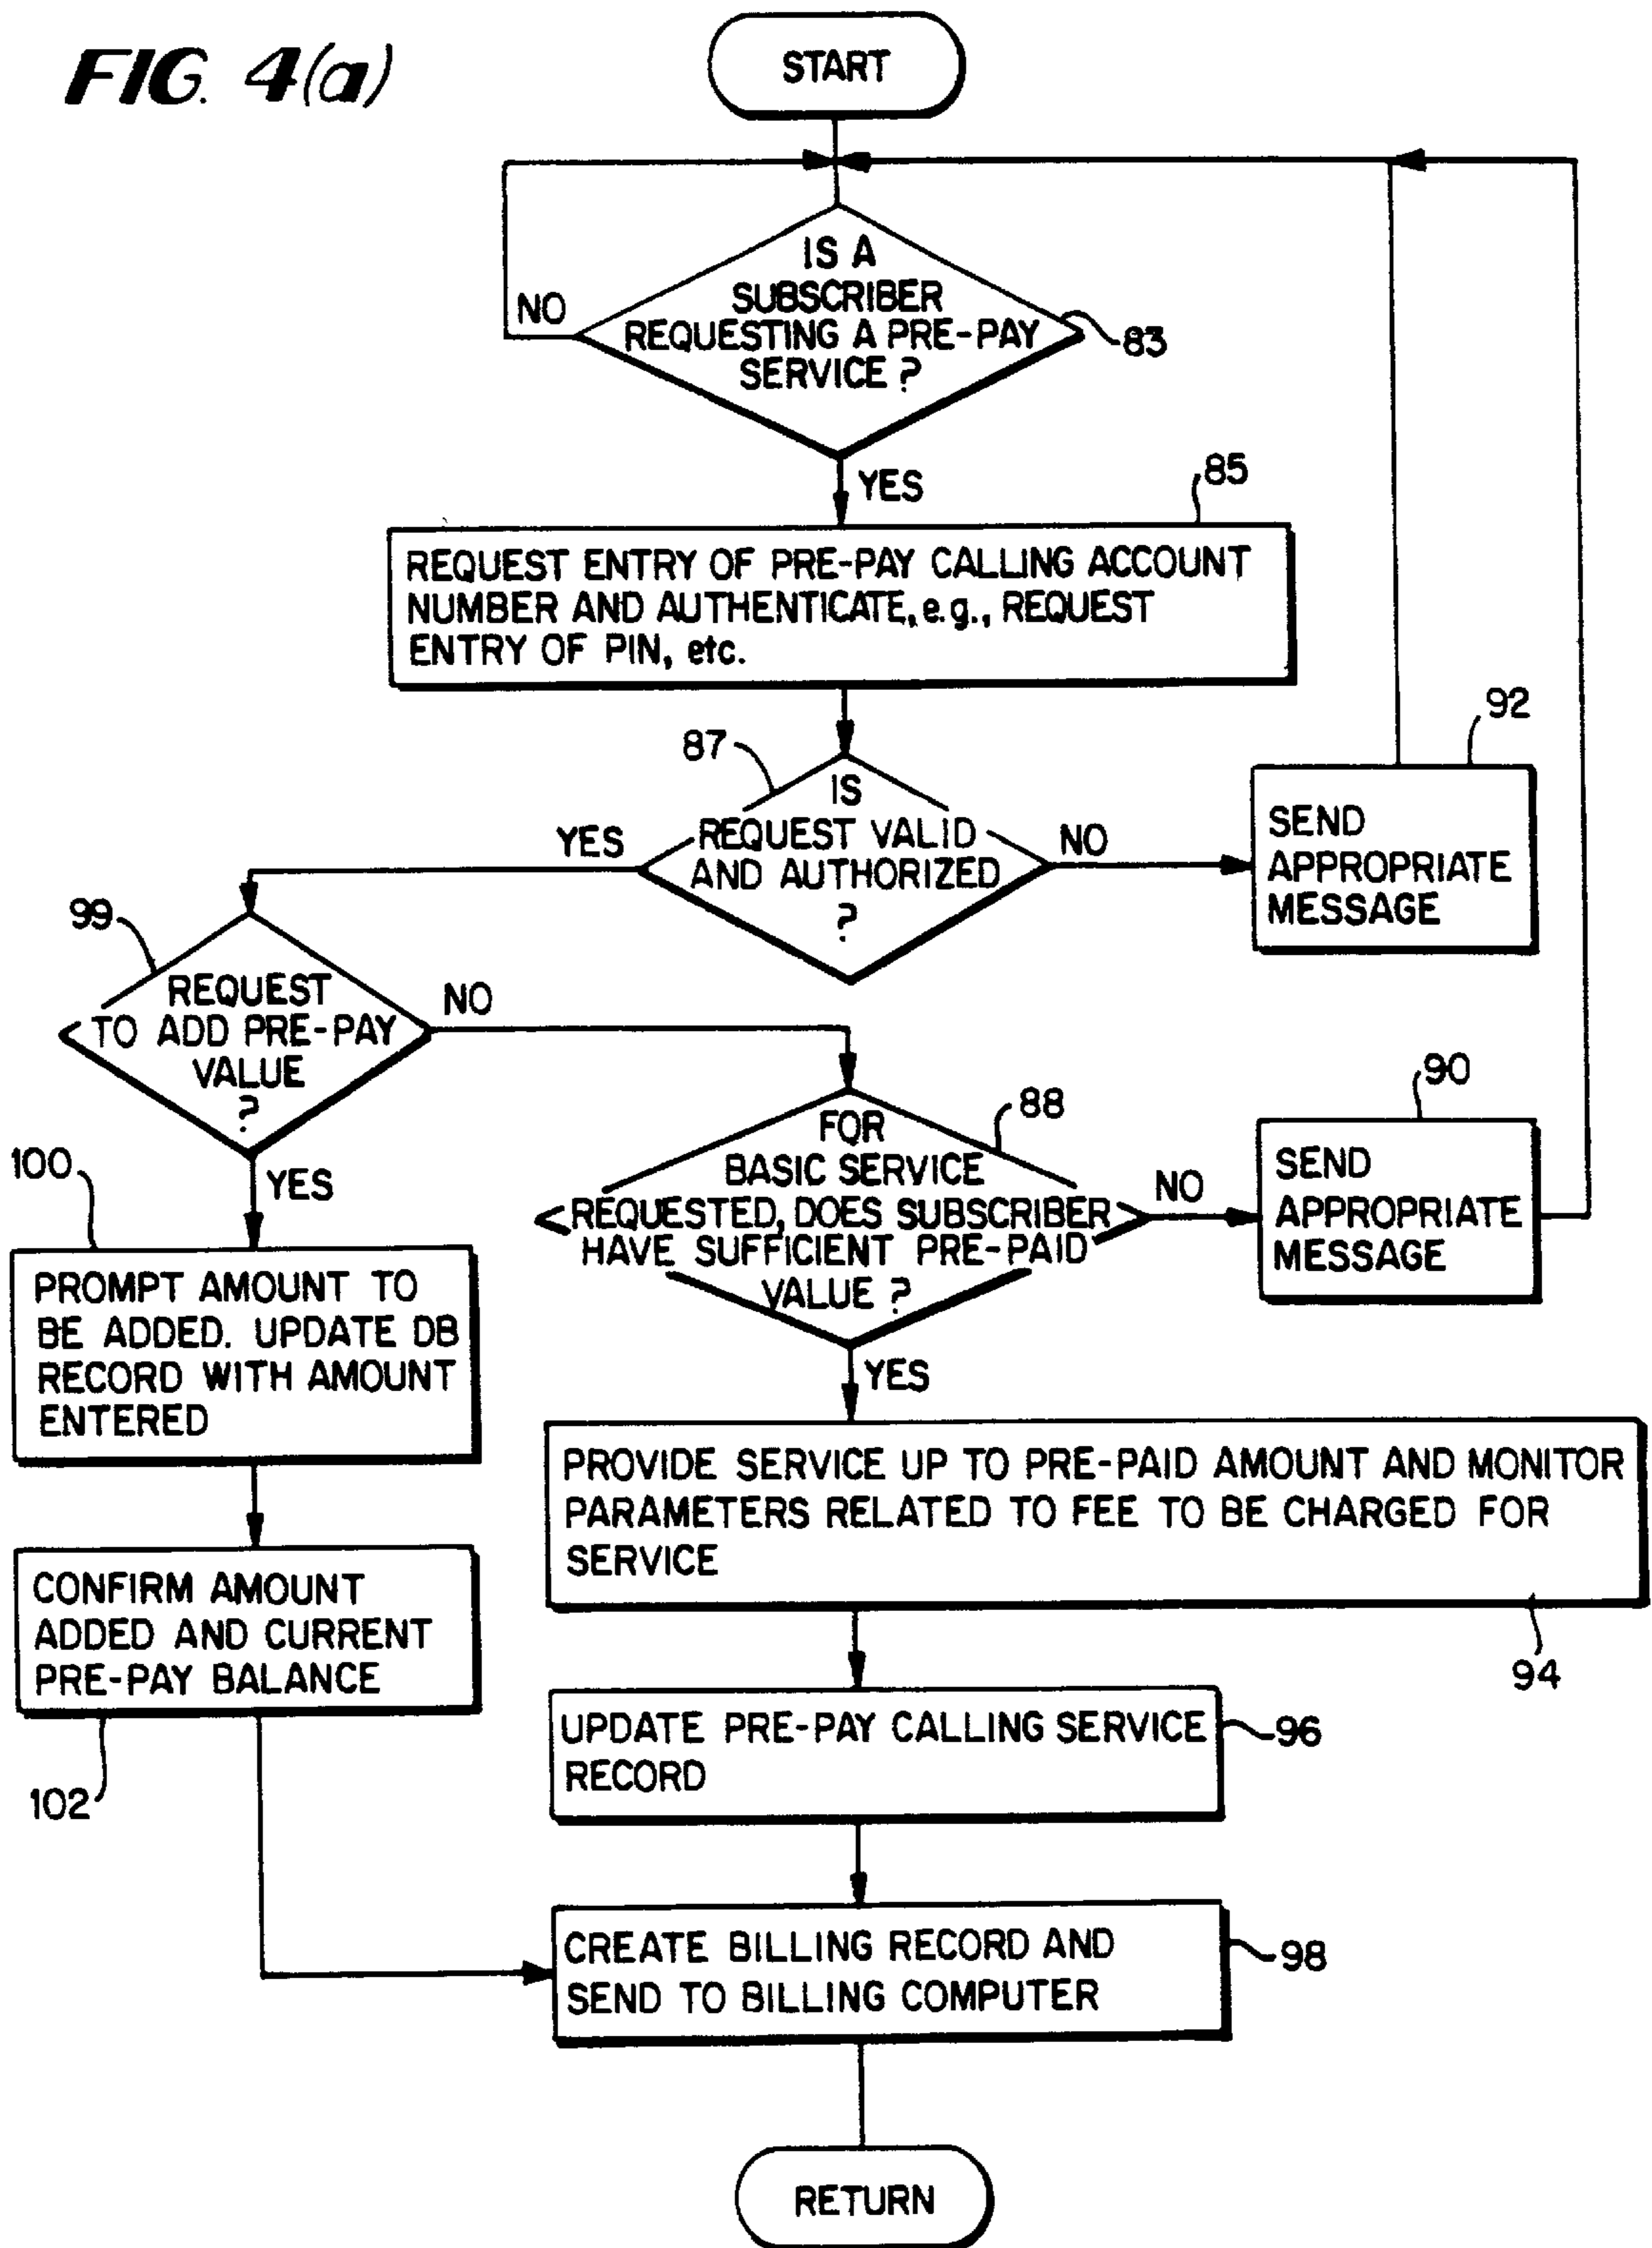 FIG. 4(a)
START
IS A
SUBSCRIBER
REQUESTING A PRE-PAY
SERVICE ?
83
NO
YES
85
REQUEST ENTRY OF PRE-PAY CALLING ACCOUNT
NUMBER AND AUTHENTICATE, e.g., REQUEST
ENTRY OF PIN, etc.
87
IS
REQUEST VALID
AND AUTHORIZED
?
YES
NO
92
SEND
APPROPRIATE
MESSAGE
99
REQUEST
TO ADD PRE-PAY
VALUE
?
NO
YES
88
FOR
BASIC SERVICE
REQUESTED, DOES SUBSCRIBER
HAVE SUFFICIENT PRE-PAID
VALUE ?
NO
YES
90
SEND
APPROPRIATE
MESSAGE
100
PROMPT AMOUNT TO
BE ADDED. UPDATE DB
RECORD WITH AMOUNT
ENTERED
PROVIDE SERVICE UP TO PRE-PAID AMOUNT AND MONITOR
PARAMETERS RELATED TO FEE TO BE CHARGED FOR
SERVICE
94
CONFIRM AMOUNT
ADDED AND CURRENT
PRE-PAY BALANCE
102
UPDATE PRE-PAY CALLING SERVICE
RECORD
96
CREATE BILLING RECORD AND
SEND TO BILLING COMPUTER
98
RETURN